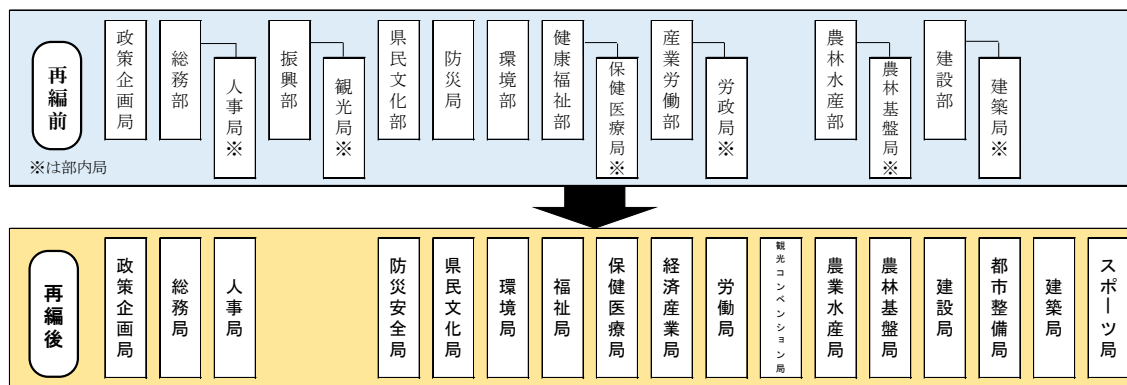 再編前
政策企画局
総務部
人事局※
振興部
観光局※
県民文化部
防災局
環境部
健康福祉部
保健医療局※
産業労働部
労政局※
農林水産部
農林基盤局※
建設部
建築局※
※は部内局
再編後
政策企画局
総務局
人事局
防災安全局
県民文化局
環境局
福祉局
保健医療局
経済産業局
労働局
観光コンベンション局
農業水産局
農林基盤局
建設局
都市整備局
建築局
スポーツ局